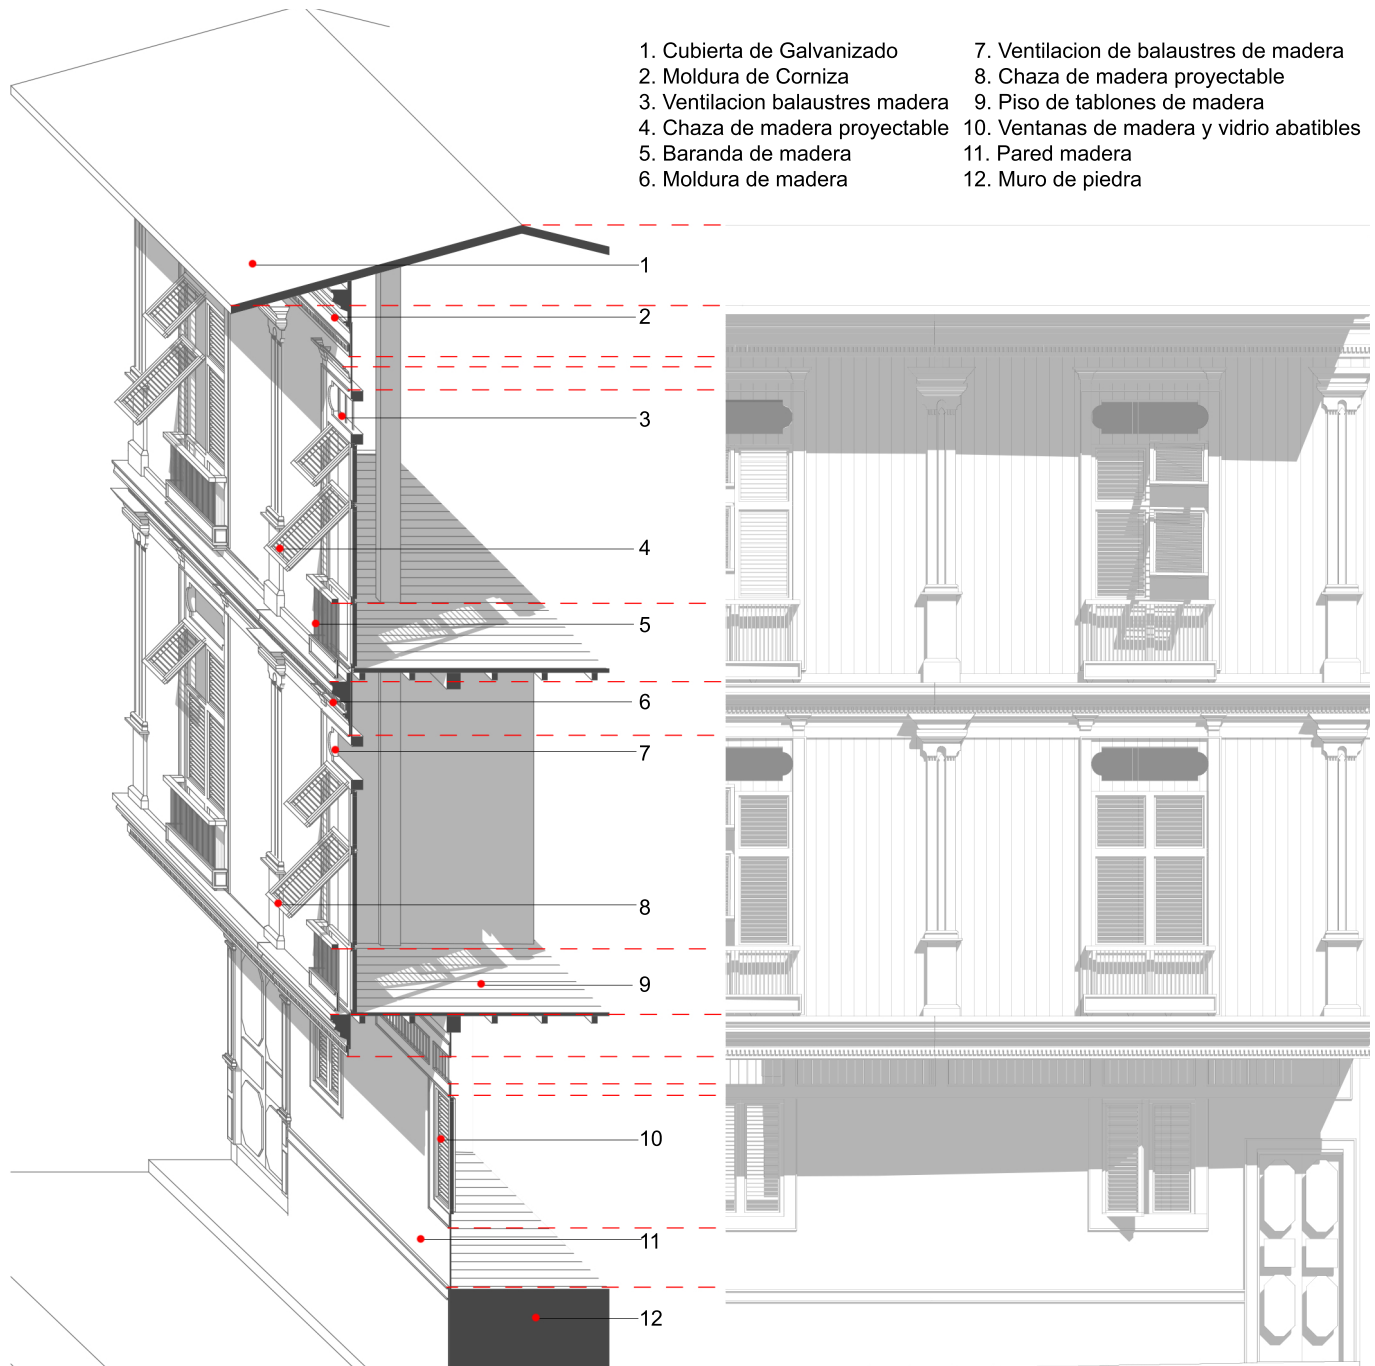 1. Cubierta de Galvanizado
2. Moldura de Corniza
3. Ventilacion balaustres madera
4. Chaza de madera proyectable
5. Baranda de madera
6. Moldura de madera
7. Ventilacion de balaustres de madera
8. Chaza de madera proyectable
9. Piso de tablones de madera
10. Ventanas de madera y vidrio abatibles
11. Pared madera
12. Muro de piedra
1
2
3
4
5
6
7
8
9
10
11
12